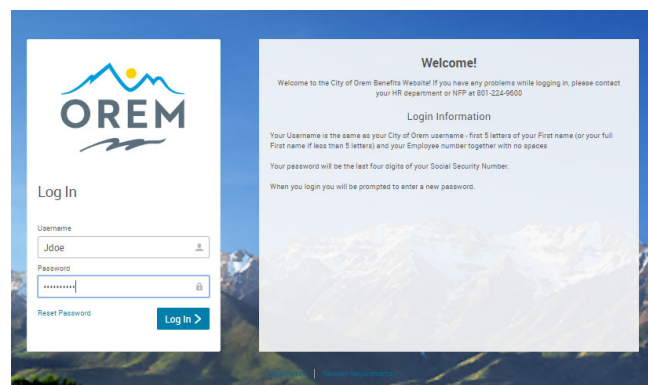 OREM
Log In
Username
Jdoe
Password
Reset Password
Log In >
Welcome!
Welcome to the City of Orem Benefits Website! If you have any problems while logging in, please contact
your HR department or NFP at 801-224-9600
Login Information
Your Username is the same as your City of Orem username - first 5 letters of your First name (or your full
First name if less than 5 letters) and your Employee number together with no spaces
Your password will be the last four digits of your Social Security Number.
When you login you will be prompted to enter a new password.